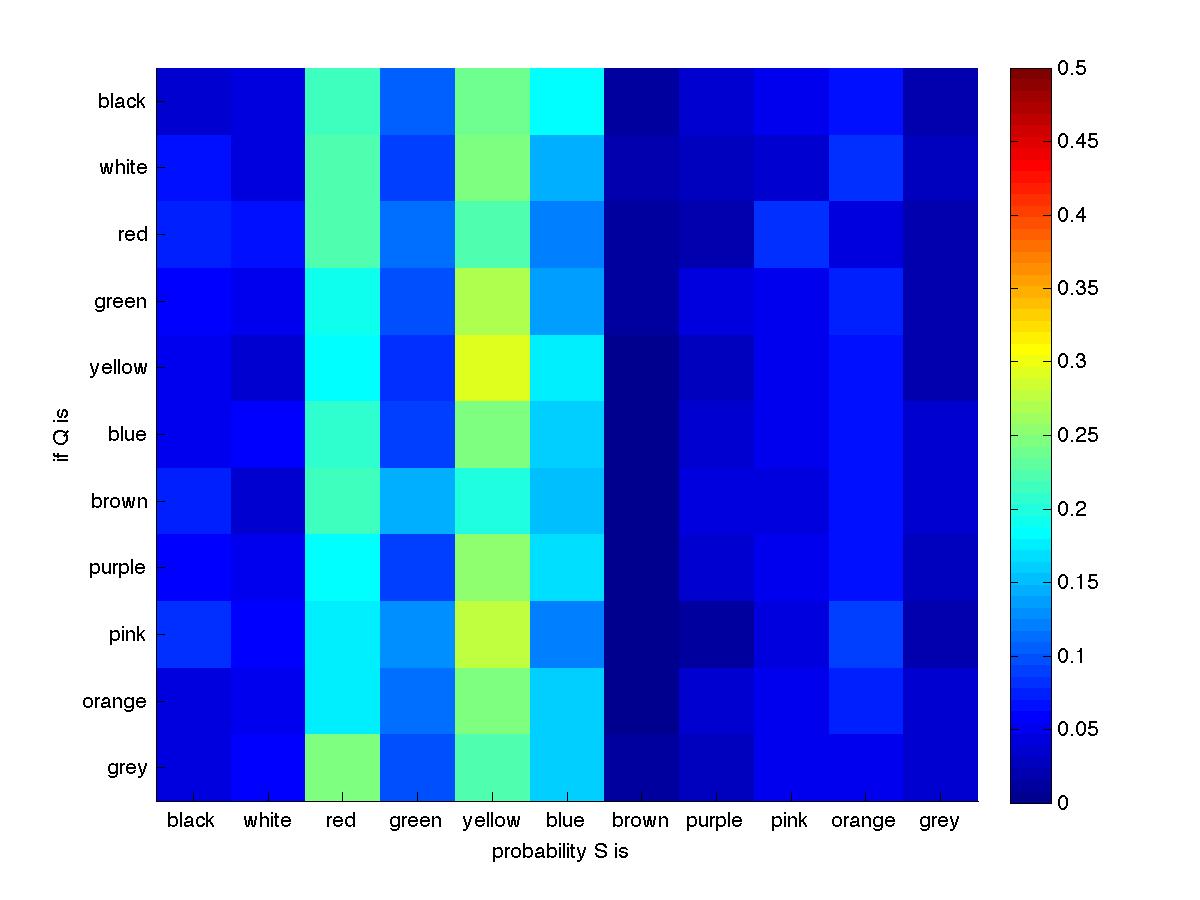 black
white
red
green
yellow
blue
brown
purple
pink
orange
grey
if Q is
black white red green yellow blue brown purple pink orange grey
probability S is
0.5
0.45
0.4
0.35
0.3
0.25
0.2
0.15
0.1
0.05
0